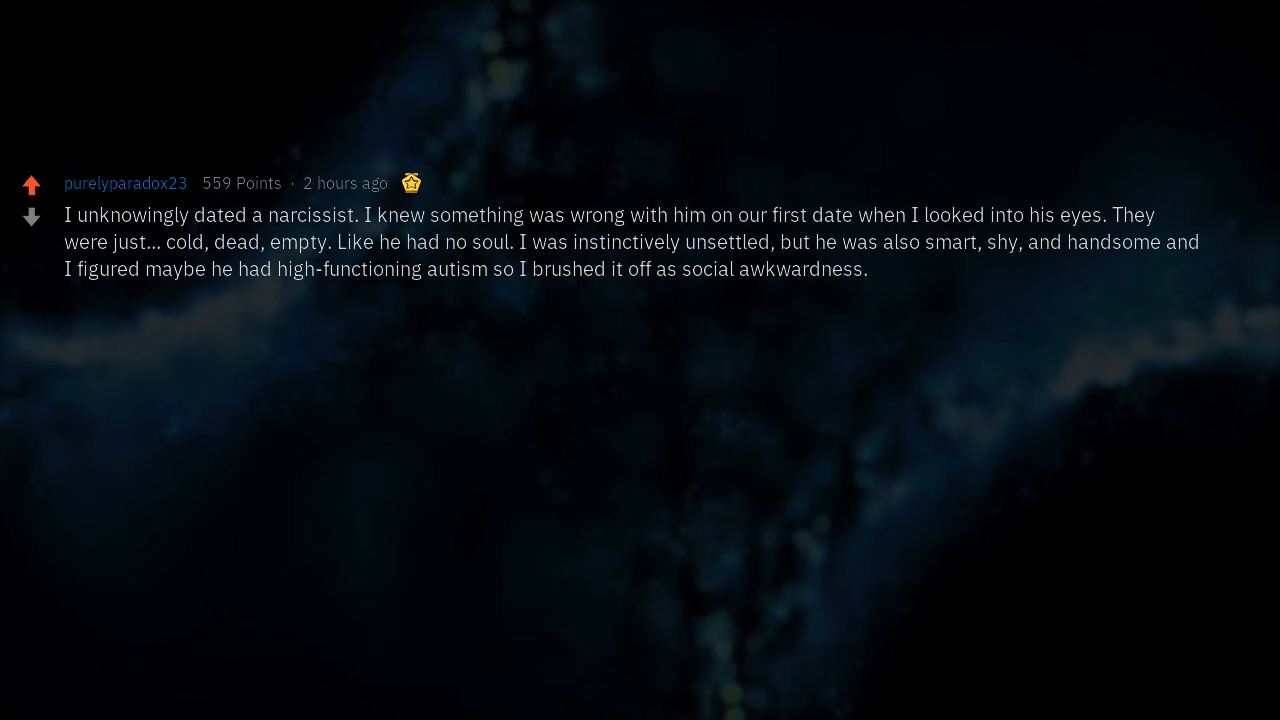 purelyparadox23 559 Points · 2 hours ago
I unknowingly dated a narcissist. I knew something was wrong with him on our first date when I looked into his eyes. They
were just... cold, dead, empty. Like he had no soul. I was instinctively unsettled, but he was also smart, shy, and handsome and
I figured maybe he had high-functioning autism so I brushed it off as social awkwardness.